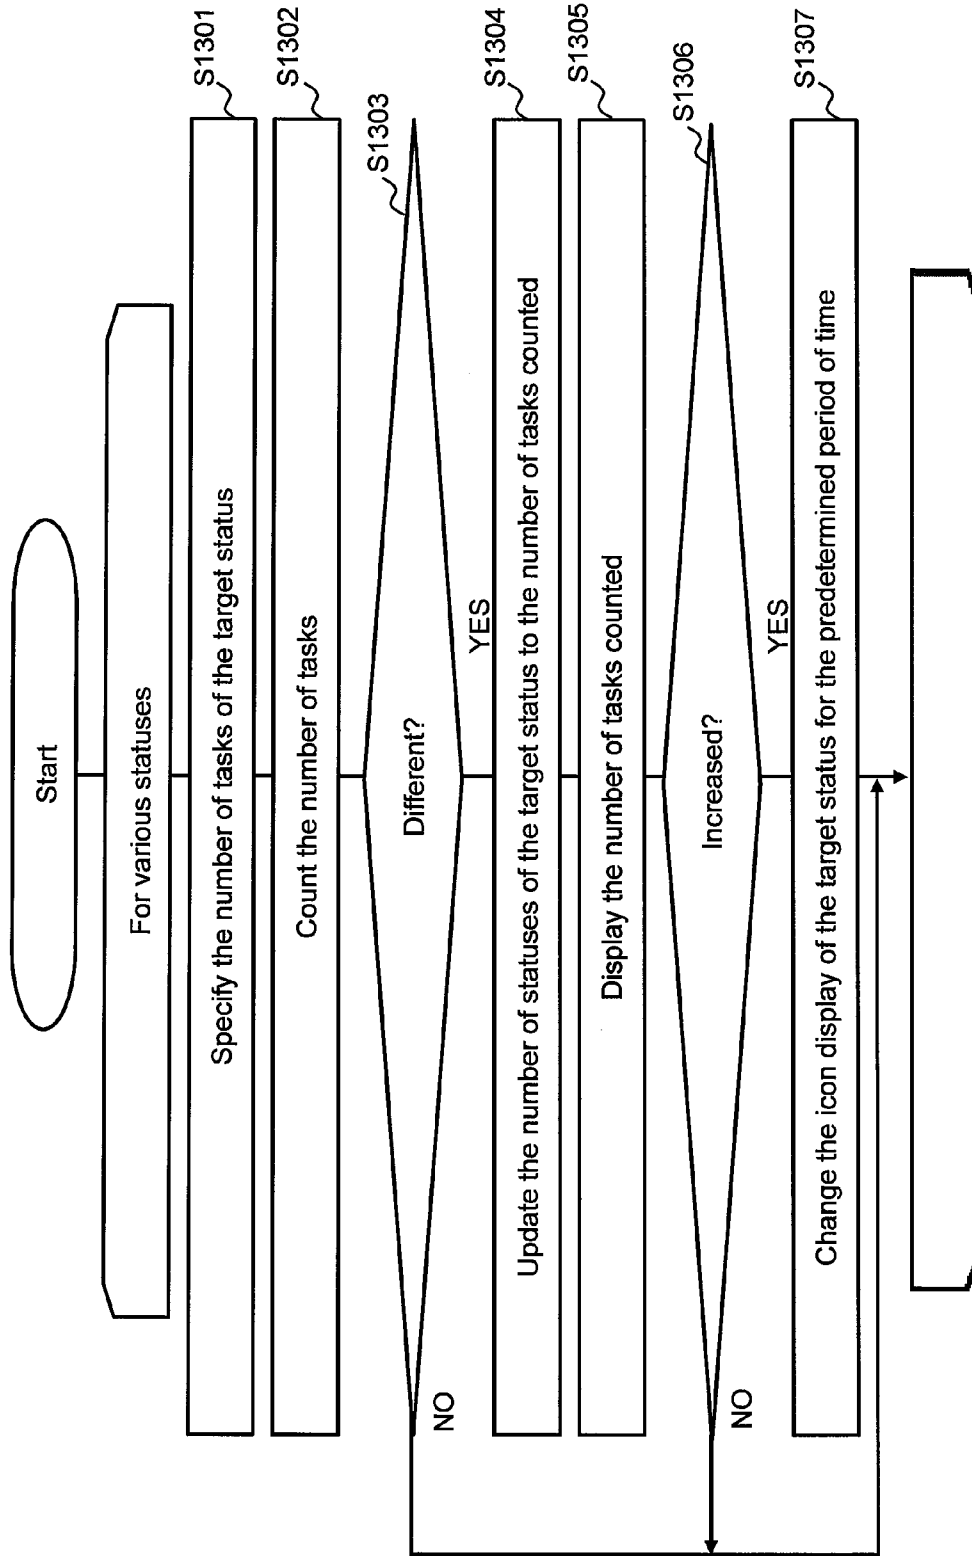 Start
For various statuses
S1301
Specify the number of tasks of the target status
S1302
Count the number of tasks
S1303
Different?
YES
NO
S1304
Update the number of statuses of the target status to the number of tasks counted
S1305
Display the number of tasks counted
S1306
Increased?
YES
NO
S1307
Change the icon display of the target status for the predetermined period of time